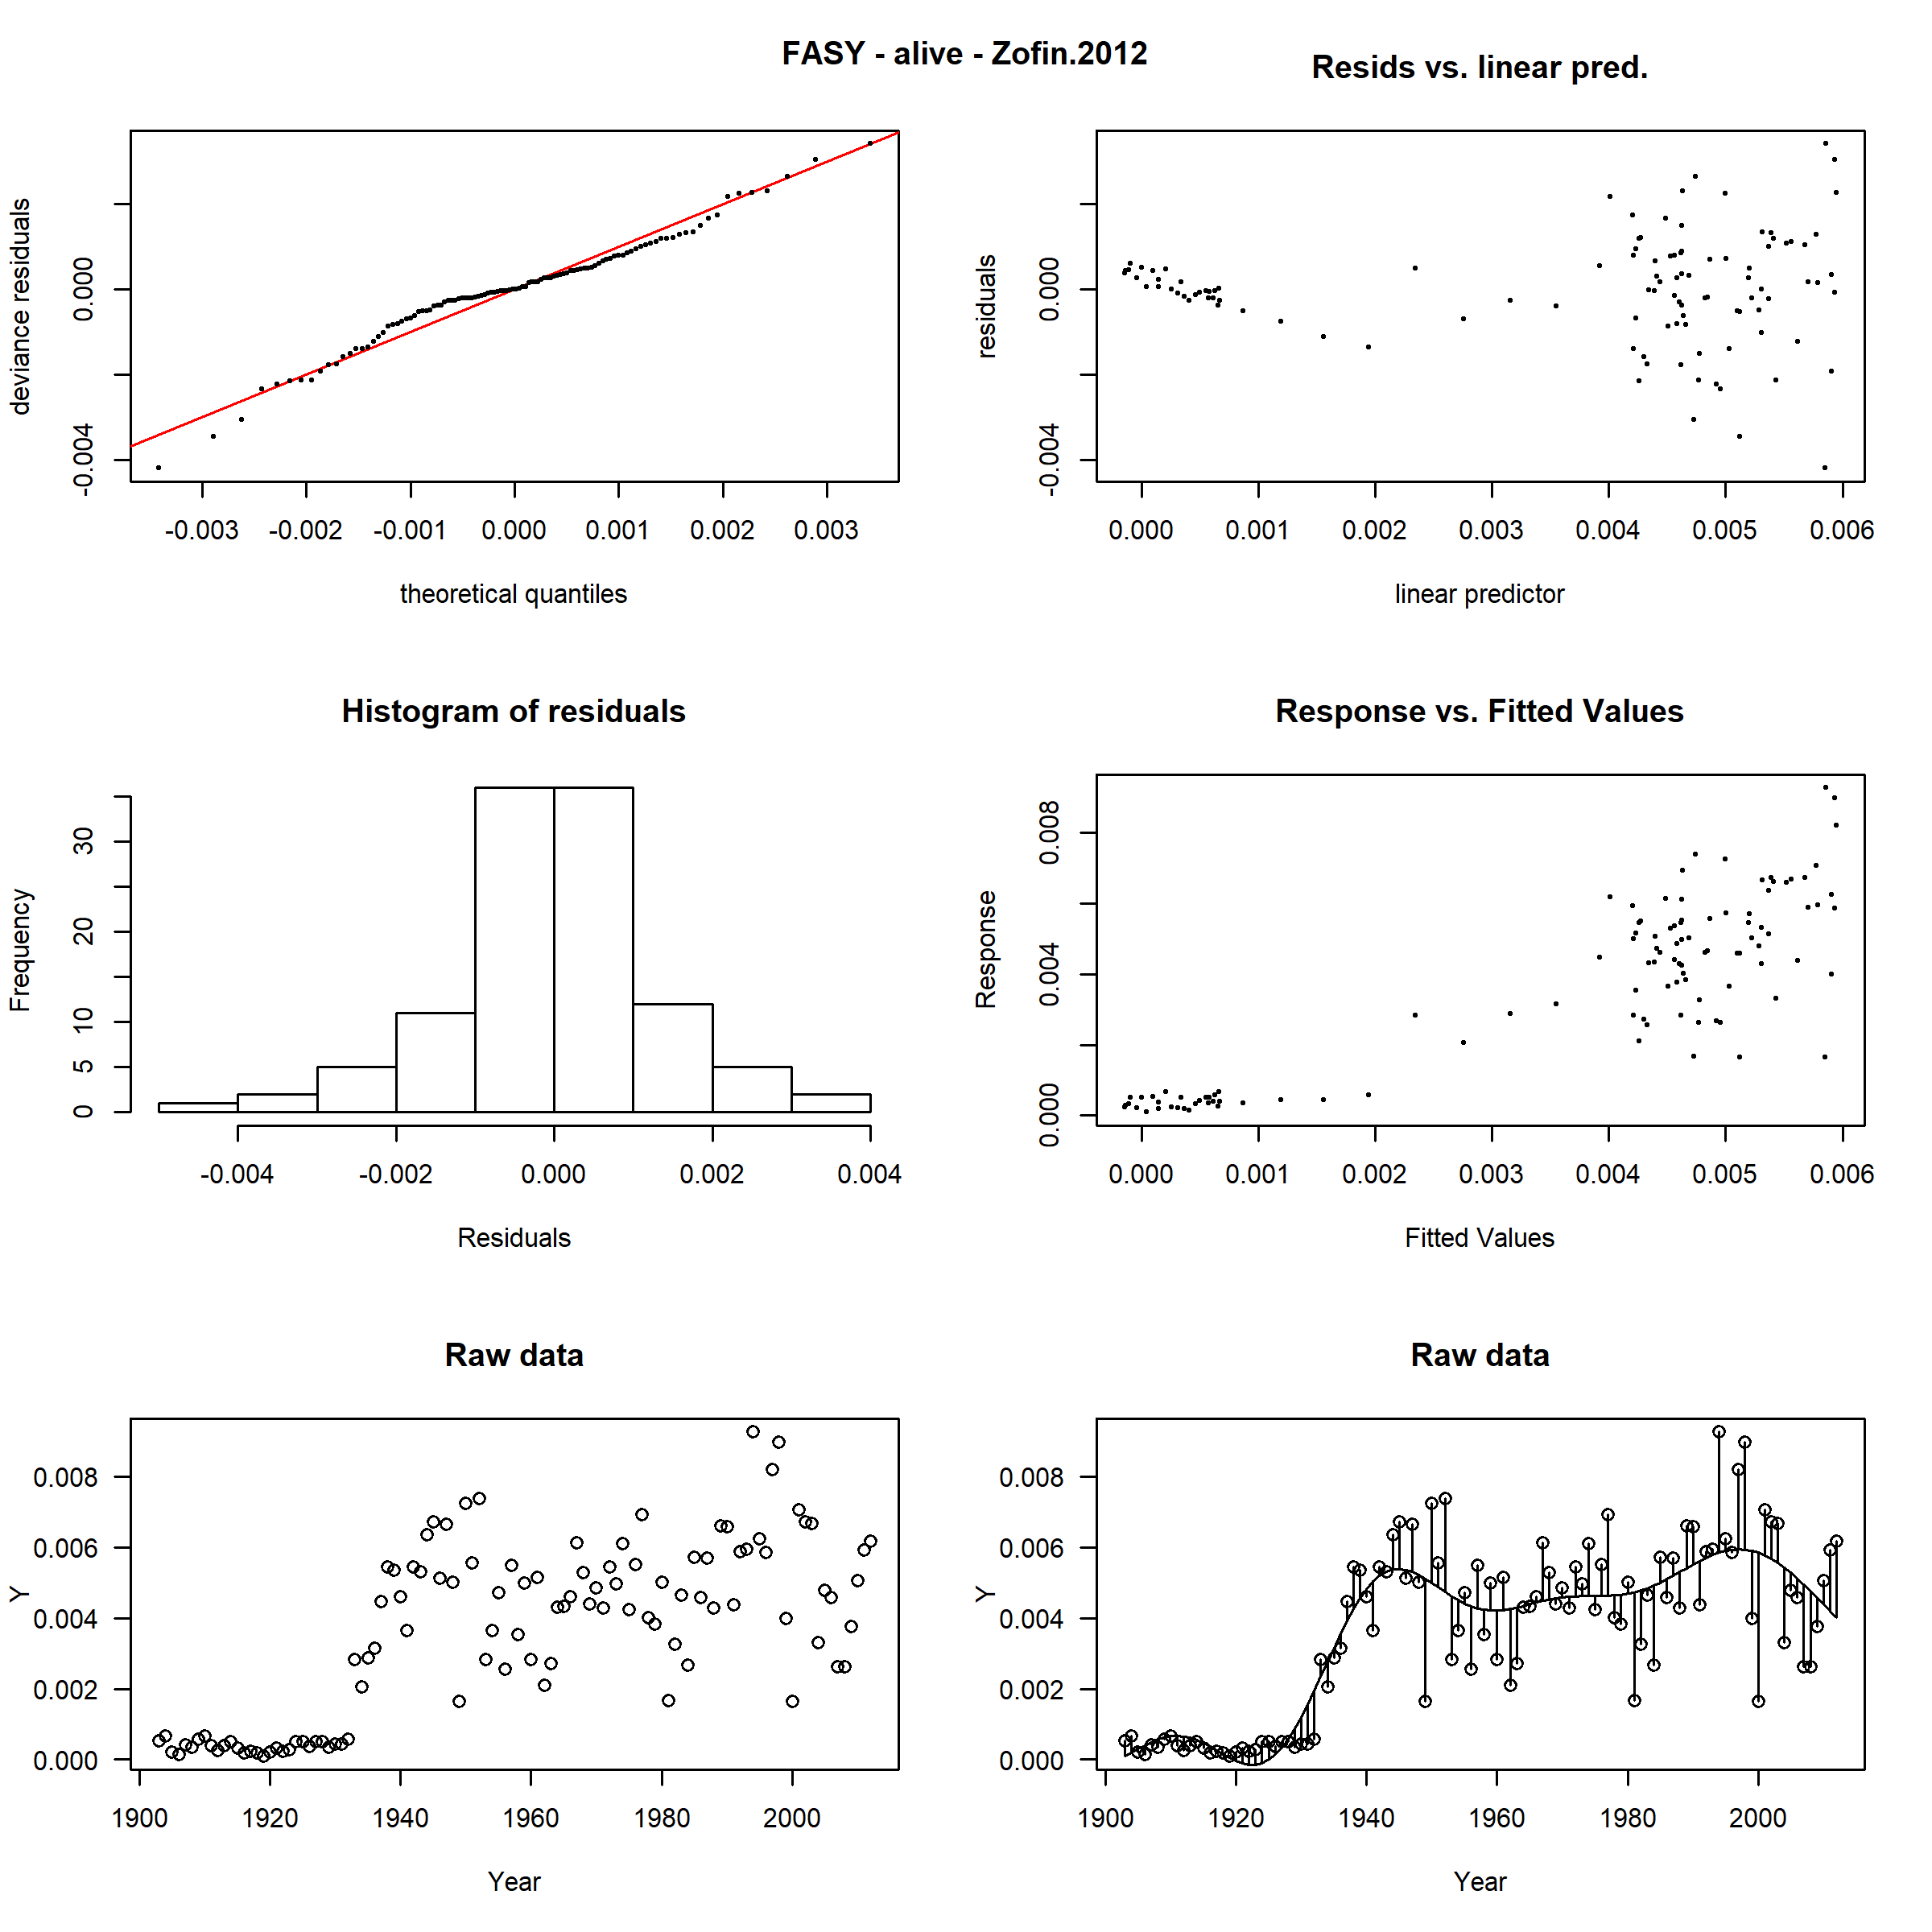 FASY - alive - Zofin.2012
Resids vs. linear pred.
deviance residuals
-0.004 0.000
-0.003 -0.002 -0.001 0.000 0.001 0.002 0.003
theoretical quantiles
residuals
-0.004 0.000
0.000 0.001 0.002 0.003 0.004 0.005 0.006
linear predictor
Histogram of residuals
Frequency
0 5 10 20 30
-0.004 -0.002 0.000 0.002 0.004
Residuals
Response vs. Fitted Values
Response
0.000 0.004 0.008
0.000 0.001 0.002 0.003 0.004 0.005 0.006
Fitted Values
Raw data
Y
0.008
0.006
0.004
0.002
0.000
1900 1920 1940 1960 1980 2000
Year
Raw data
Y
0.008
0.006
0.004
0.002
0.000
1900 1920 1940 1960 1980 2000
Year